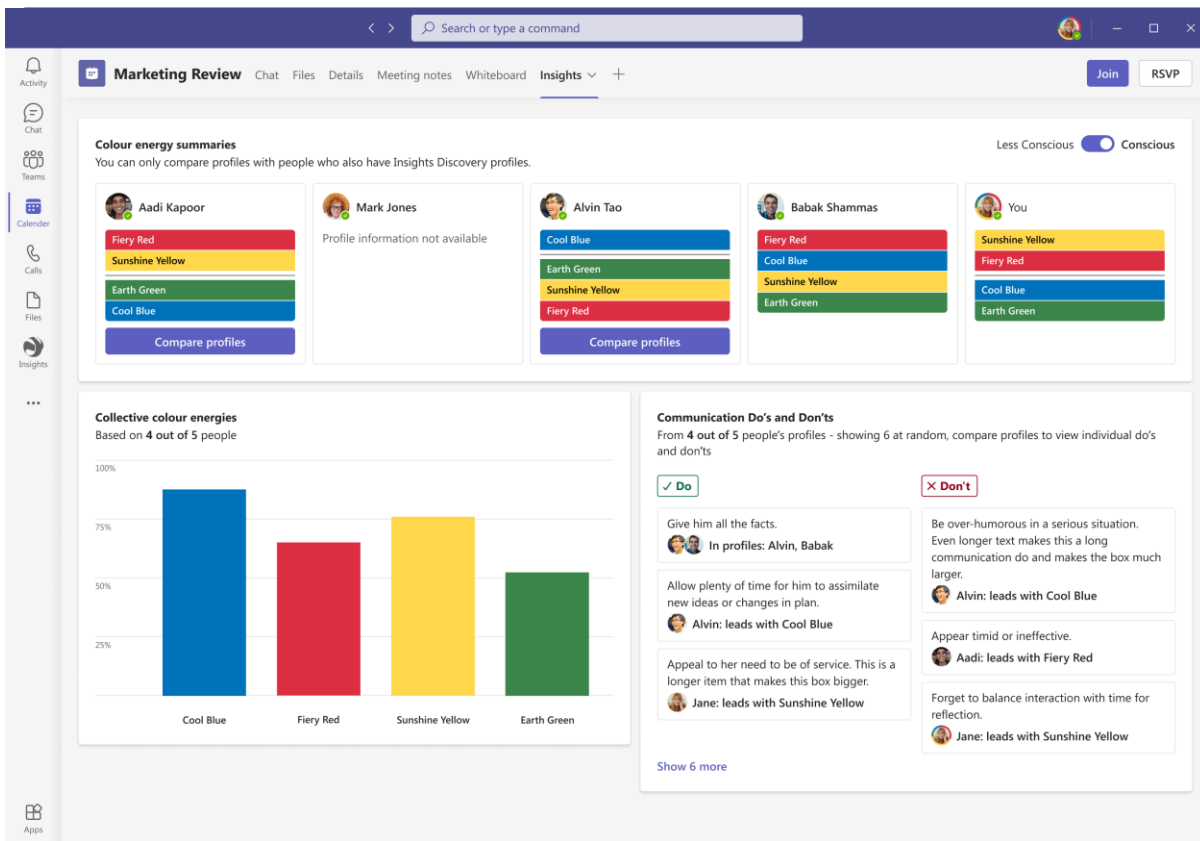 Search or type a command
Activity
Chat
Teams
Calender
Calls
Files
Insights
Apps
Marketing Review
Chat
Files
Details
Meeting notes
Whiteboard
Insights
Join
RSVP
Colour energy summaries
You can only compare profiles with people who also have Insights Discovery profiles.
Less Conscious
Conscious
Aadi Kapoor
Fiery Red
Sunshine Yellow
Earth Green
Cool Blue
Compare profiles
Mark Jones
Profile information not available
Alvin Tao
Cool Blue
Earth Green
Sunshine Yellow
Fiery Red
Compare profiles
Babak Shammas
Fiery Red
Cool Blue
Sunshine Yellow
Earth Green
You
Sunshine Yellow
Fiery Red
Cool Blue
Earth Green
Collective colour energies
Based on 4 out of 5 people
100%
75%
50%
25%
Cool Blue
Fiery Red
Sunshine Yellow
Earth Green
Communication Do's and Don'ts
From 4 out of 5 people's profiles - showing 6 at random, compare profiles to view individual do's
and don'ts
Do
Give him all the facts.
In profiles: Alvin, Babak
Allow plenty of time for him to assimilate
new ideas or changes in plan.
Alvin: leads with Cool Blue
Appeal to her need to be of service. This is a
longer item that makes this box bigger.
Jane: leads with Sunshine Yellow
Show 6 more
Don't
Be over-humorous in a serious situation.
Even longer text makes this a long
communication do and makes the box much
larger.
Alvin: leads with Cool Blue
Appear timid or ineffective.
Aadi: leads with Fiery Red
Forget to balance interaction with time for
reflection.
Jane: leads with Sunshine Yellow